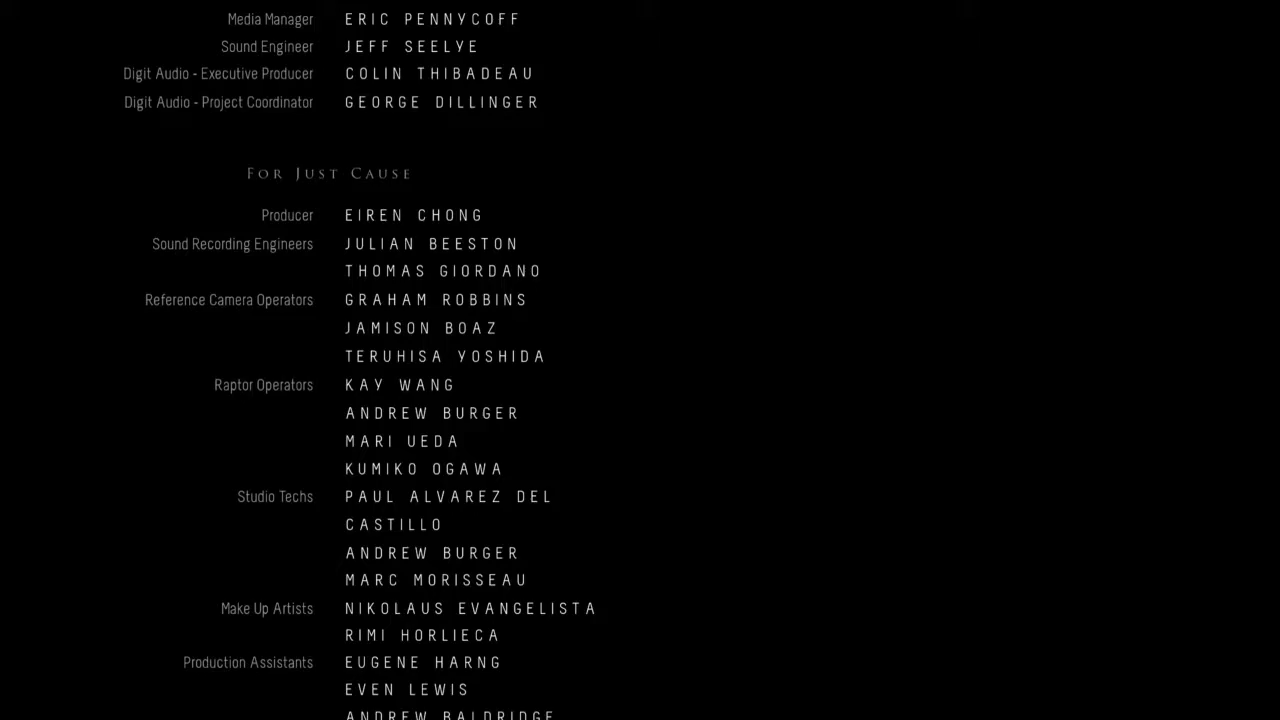 Media Manager ERIC PENNYCOFF
Sound Engineer JEFF SEELYE
Digit Audio - Executive Producer COLIN THIBADEAU
Digit Audio - Project Coordinator GEORGE DILLINGER
For Just Cause
Producer EIREN CHONG
Sound Recording Engineers JULIAN BEESTON
THOMAS GIORDANO
Reference Camera Operators GRAHAM ROBBINS
JAMISON BOAZ
TERUHISA YOSHIDA
Raptor Operators KAY WANG
ANDREW BURGER
MARI UEDA
KUMIKO OGAWA
Studio Techs PAUL ALVAREZ DEL
CASTILLO
ANDREW BURGER
MARC MORISSEAU
Make Up Artists NIKOLAUS EVANGELISTA
RIMI HORLIECA
Production Assistants EUGENE HARNG
EVEN LEWIS
ANDREW BALDRIDGE